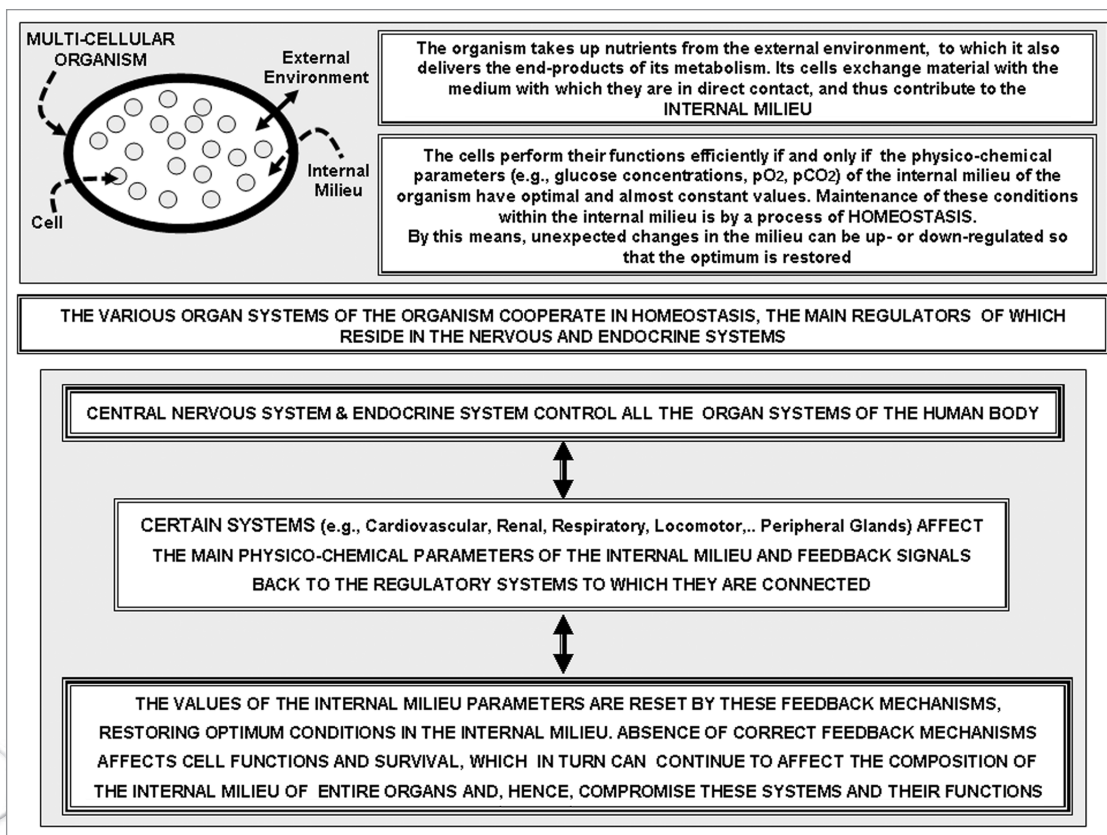 MULTI-CELLULAR
ORGANISM
External
Environment
Internal
Milieu
Cell
The organism takes up nutrients from the external environment, to which it also
delivers the end-products of its metabolism. Its cells exchange material with the
medium with which they are in direct contact, and thus contribute to the
INTERNAL MILIEU
The cells perform their functions efficiently if and only if the physico-chemical
parameters (e.g., glucose concentrations, pO2, pCO2) of the internal milieu of the
organism have optimal and almost constant values. Maintenance of these conditions
within the internal milieu is by a process of HOMEOSTASIS.
By this means, unexpected changes in the milieu can be up- or down-regulated so
that the optimum is restored
THE VARIOUS ORGAN SYSTEMS OF THE ORGANISM COOPERATE IN HOMEOSTASIS, THE MAIN REGULATORS OF WHICH
RESIDE IN THE NERVOUS AND ENDOCRINE SYSTEMS
CENTRAL NERVOUS SYSTEM & ENDOCRINE SYSTEM CONTROL ALL THE ORGAN SYSTEMS OF THE HUMAN BODY
CERTAIN SYSTEMS (e.g., Cardiovascular, Renal, Respiratory, Locomotor,.. Peripheral Glands) AFFECT
THE MAIN PHYSICO-CHEMICAL PARAMETERS OF THE INTERNAL MILIEU AND FEEDBACK SIGNALS
BACK TO THE REGULATORY SYSTEMS TO WHICH THEY ARE CONNECTED
THE VALUES OF THE INTERNAL MILIEU PARAMETERS ARE RESET BY THESE FEEDBACK MECHANISMS,
RESTORING OPTIMUM CONDITIONS IN THE INTERNAL MILIEU. ABSENCE OF CORRECT FEEDBACK MECHANISMS
AFFECTS CELL FUNCTIONS AND SURVIVAL, WHICH IN TURN CAN CONTINUE TO AFFECT THE COMPOSITION OF
THE INTERNAL MILIEU OF ENTIRE ORGANS AND, HENCE, COMPROMISE THESE SYSTEMS AND THEIR FUNCTIONS